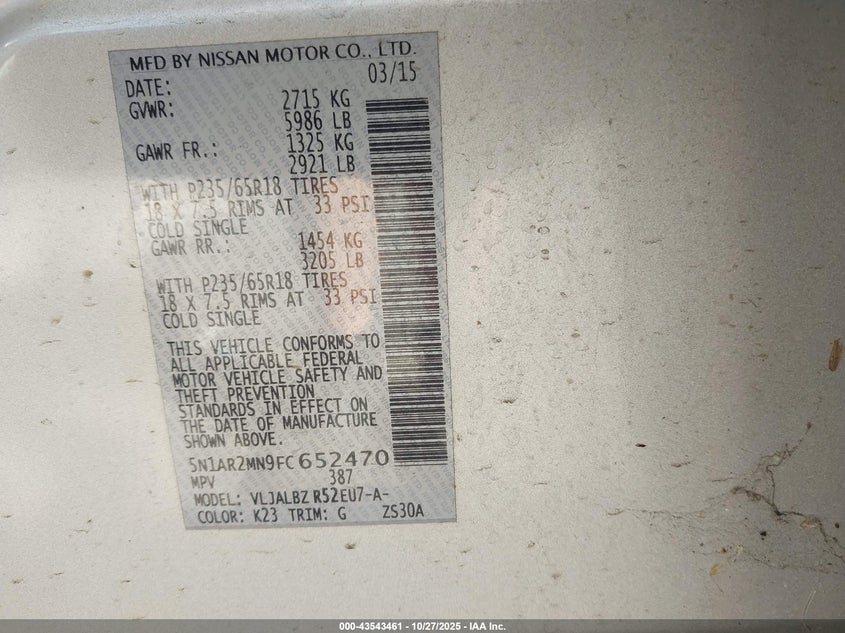 MFD BY NISSAN MOTOR CO., LTD.
DATE: 03/15
GVWR: 2715 KG
5986 LB
GAWR FR.: 1325 KG
2921 LB
WITH P235/65R18 TIRES
18 X 7.5 RIMS AT 33 PSI
COLD SINGLE
GAWR RR.: 1454 KG
3205 LB
WITH P235/65R18 TIRES
18 X 7.5 RIMS AT 33 PSI
COLD SINGLE
THIS VEHICLE CONFORMS TO
ALL APPLICABLE FEDERAL
MOTOR VEHICLE SAFETY AND
THEFT PREVENTION
STANDARDS IN EFFECT ON
THE DATE OF MANUFACTURE
SHOWN ABOVE.
5N1AR2MN9FC652470
MPV 387
MODEL: VLJALBZ R52EU7-A-
COLOR: K23 TRIM: G ZS30A
000-43543461 - 10/27/2025 - IAA Inc.